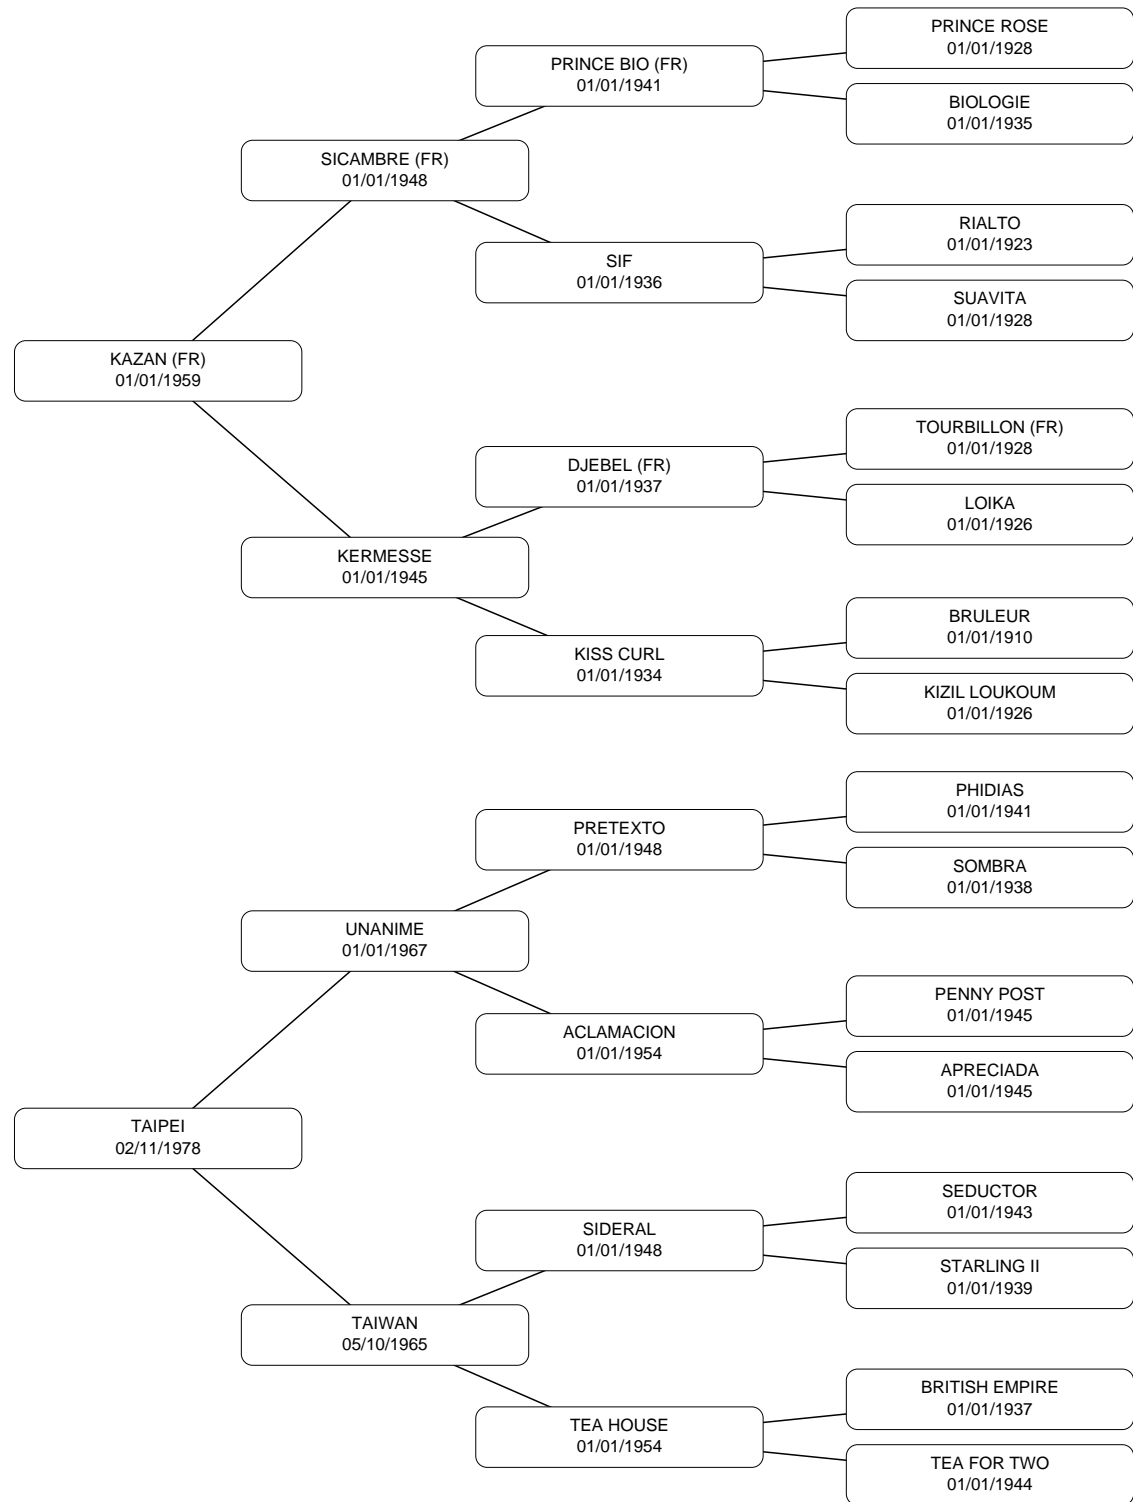 PRINCE ROSE
01/01/1928
PRINCE BIO (FR)
01/01/1941
BIOLOGIE
01/01/1935
SICAMBRE (FR)
01/01/1948
RIALTO
01/01/1923
SIF
01/01/1936
SUAVITA
01/01/1928
KAZAN (FR)
01/01/1959
TOURBILLON (FR)
01/01/1928
DJEBEL (FR)
01/01/1937
LOIKA
01/01/1926
KERMESSE
01/01/1945
BRULEUR
01/01/1910
KISS CURL
01/01/1934
KIZIL LOUKOUM
01/01/1926
PHIDIAS
01/01/1941
PRETEXTO
01/01/1948
SOMBRA
01/01/1938
UNANIME
01/01/1967
PENNY POST
01/01/1945
ACLAMACION
01/01/1954
APRECIADA
01/01/1945
TAIPEI
02/11/1978
SEDUCTOR
01/01/1943
SIDERAL
01/01/1948
STARLING II
01/01/1939
TAIWAN
05/10/1965
BRITISH EMPIRE
01/01/1937
TEA HOUSE
01/01/1954
TEA FOR TWO
01/01/1944